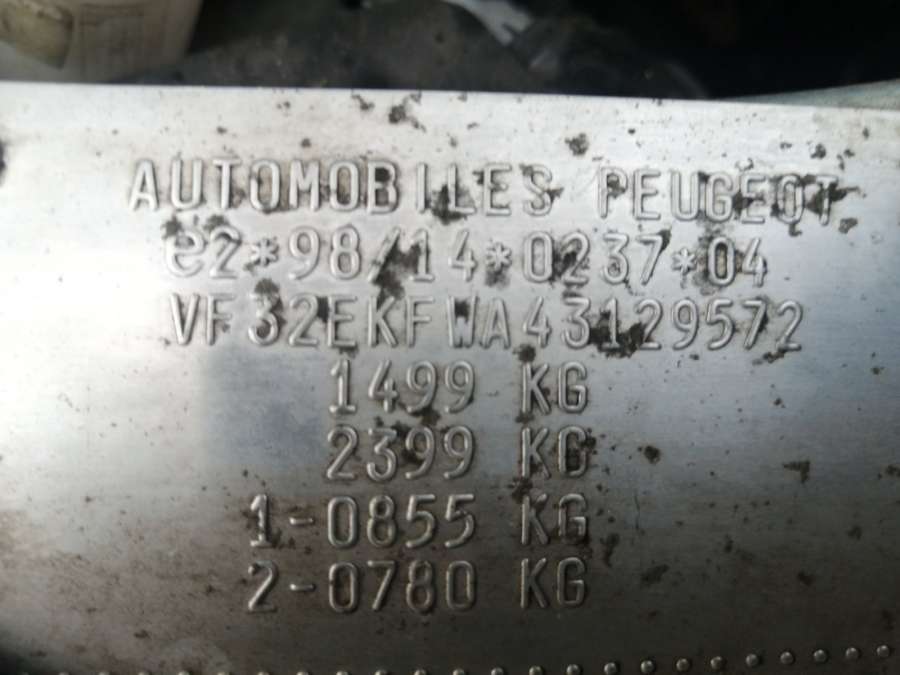 AUTOMOBILES PEUGEOT
e2*98/14*0237*04
VF32EKFWA43129572
1499 KG
2399 KG
1-0855 KG
2-0780 KG